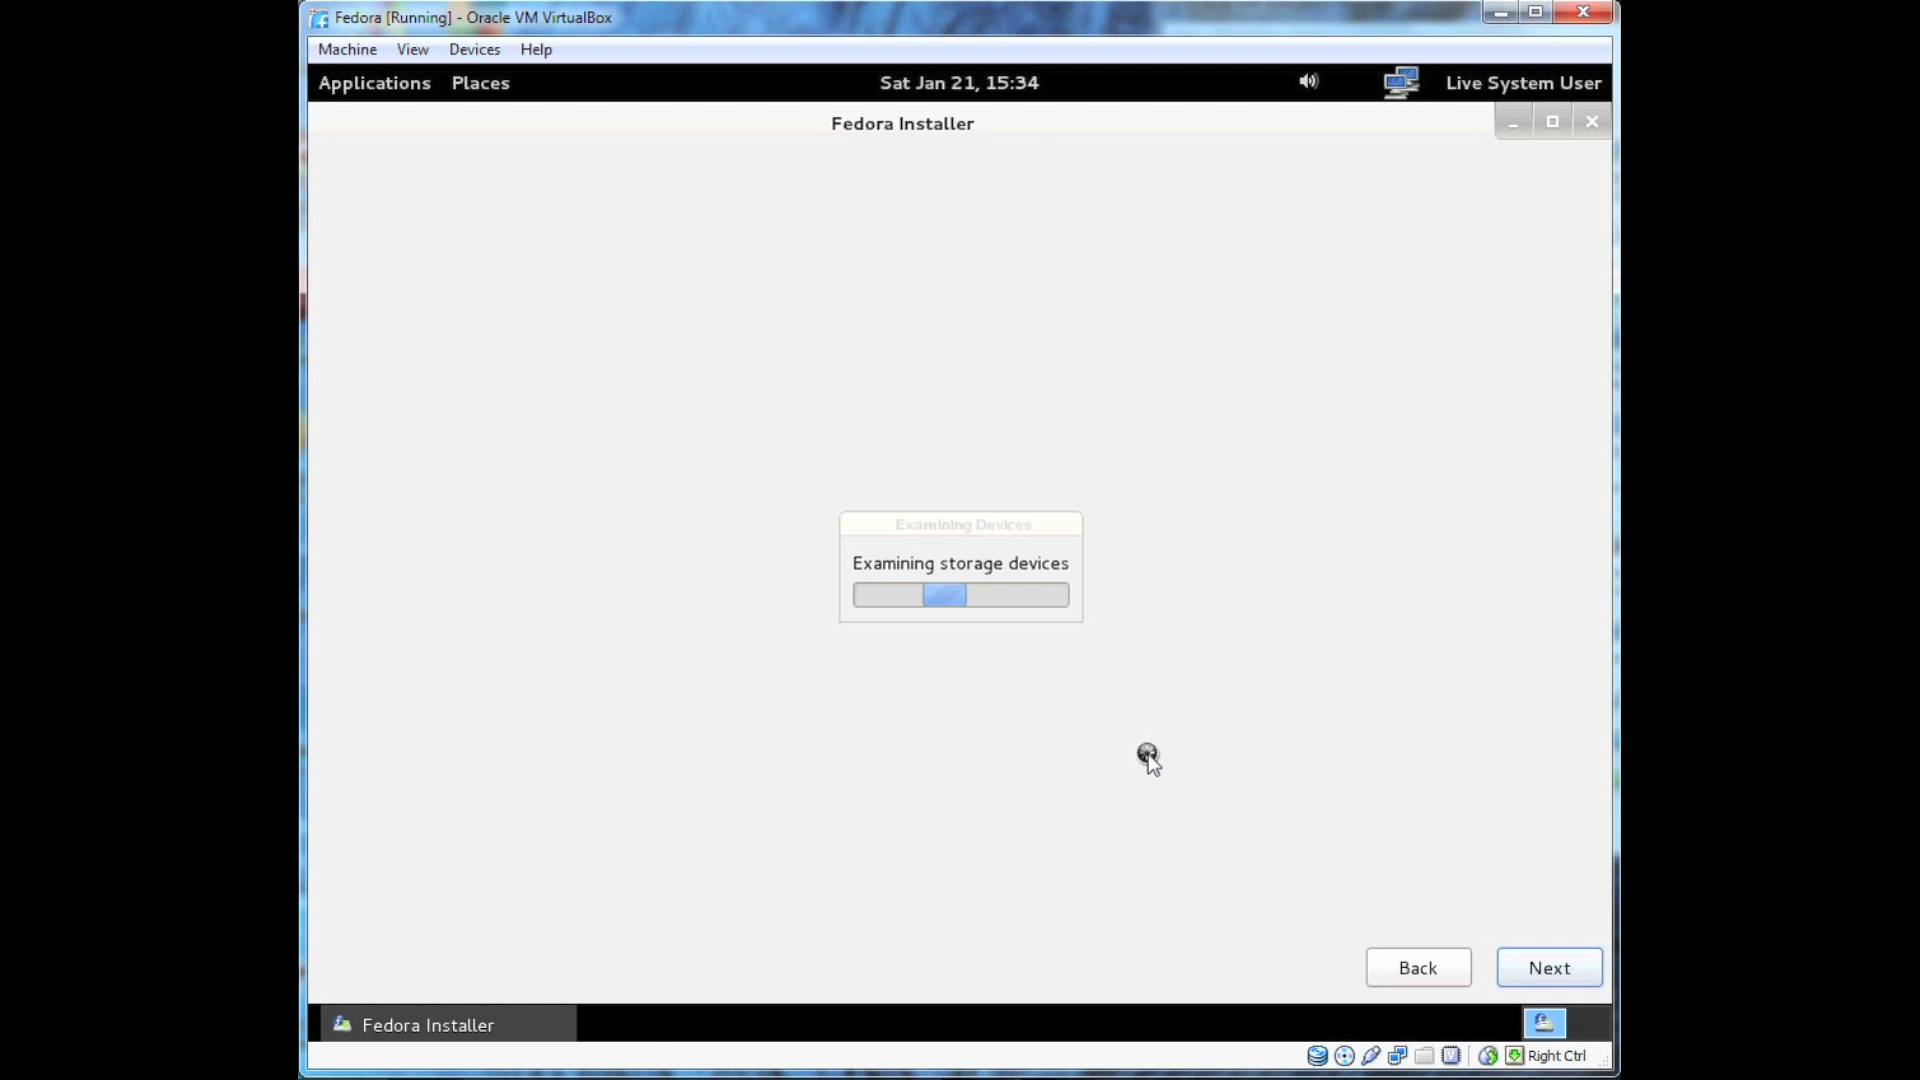 Fedora [Running] - Oracle VM VirtualBox
Machine View Devices Help
Applications Places Sat Jan 21, 15:34 Live System User
Fedora Installer
Examining Devices
Examining storage devices
Back Next
Fedora Installer
Right Ctrl